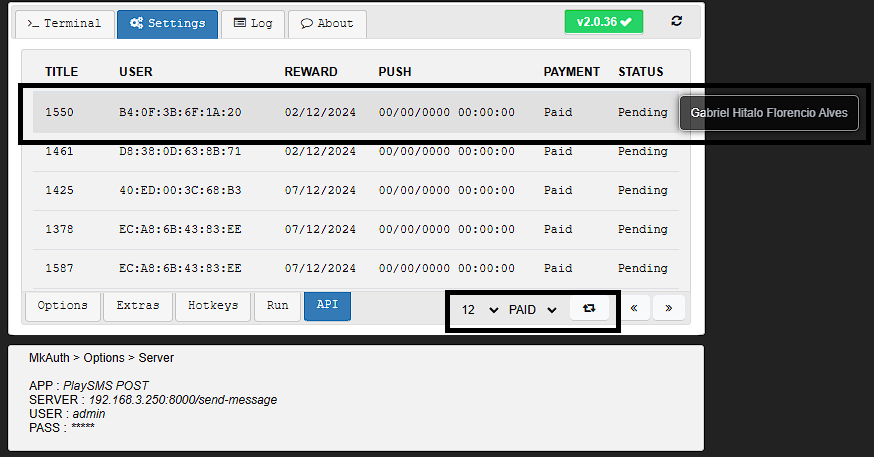 >_ Terminal Settings Log About v2.0.36
TITLE USER REWARD PUSH PAYMENT STATUS
1550 B4:0F:3B:6F:1A:20 02/12/2024 00/00/0000 00:00:00 Paid Pending Gabriel Hítalo Florencio Alves
1461 D8:38:0D:63:8B:71 02/12/2024 00/00/0000 00:00:00 Paid Pending
1425 40:ED:00:3C:68:B3 07/12/2024 00/00/0000 00:00:00 Paid Pending
1378 EC:A8:6B:43:83:EE 07/12/2024 00/00/0000 00:00:00 Paid Pending
1587 EC:A8:6B:43:83:EE 07/12/2024 00/00/0000 00:00:00 Paid Pending
Options Extras Hotkeys Run API 12 PAID « »
MkAuth > Options > Server
APP : PlaySMS POST
SERVER : 192.168.3.250:8000/send-message
USER : admin
PASS : *****